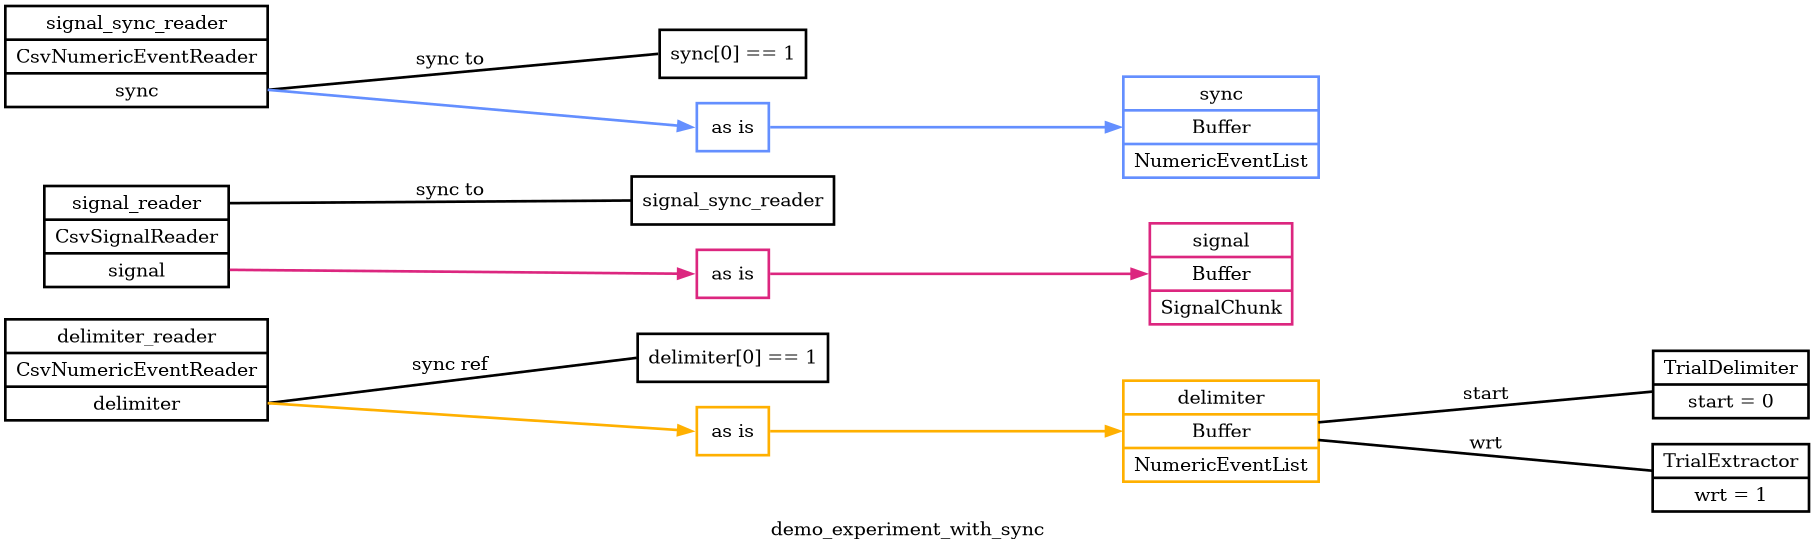 signal_sync_reader
CsvNumericEventReader
sync
sync to
sync[0] == 1
as is
sync
Buffer
NumericEventList
signal_reader
CsvSignalReader
signal
sync to
signal_sync_reader
as is
signal
Buffer
SignalChunk
delimiter_reader
CsvNumericEventReader
delimiter
sync ref
delimiter[0] == 1
as is
delimiter
Buffer
NumericEventList
start
TrialDelimiter
start = 0
wrt
TrialExtractor
wrt = 1
demo_experiment_with_sync